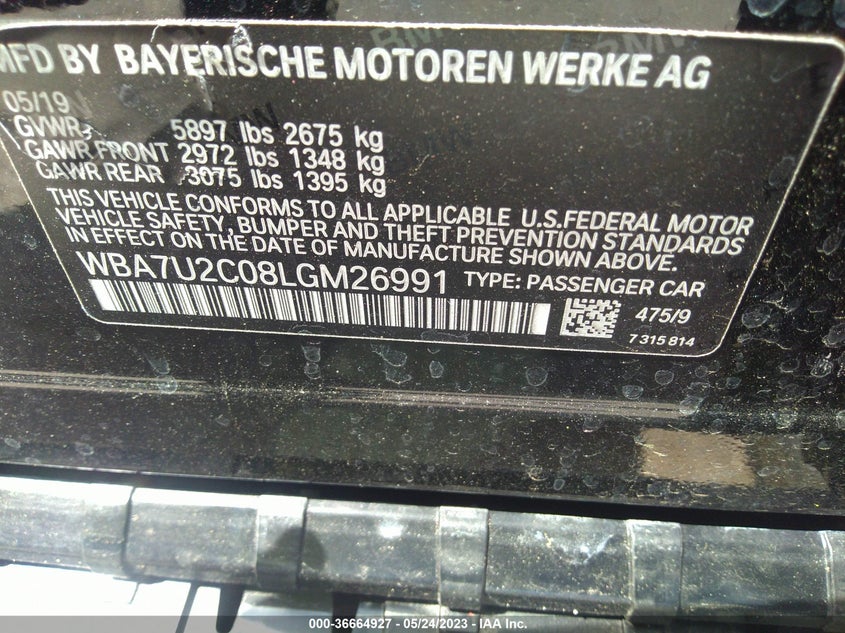 MFD BY BAYERISCHE MOTOREN WERKE AG
05/19
GVWR: 5897 lbs 2675 kg
GAWR FRONT 2972 lbs 1348 kg
GAWR REAR 3075 lbs 1395 kg
THIS VEHICLE CONFORMS TO ALL APPLICABLE U.S.FEDERAL MOTOR
VEHICLE SAFETY, BUMPER AND THEFT PREVENTION STANDARDS
IN EFFECT ON THE DATE OF MANUFACTURE SHOWN ABOVE.
WBA7U2C08LGM26991 TYPE: PASSENGER CAR
475/9
7 315 814
000-36664927 - 05/24/2023 - IAA Inc.